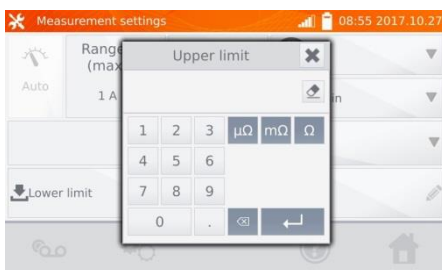 Measurement settings 08:55 2017.10.27
Range
(max
Auto
1 A
in
Lower limit
Upper limit
1 2 3 µΩ mΩ Ω
4 5 6
7 8 9
0 .